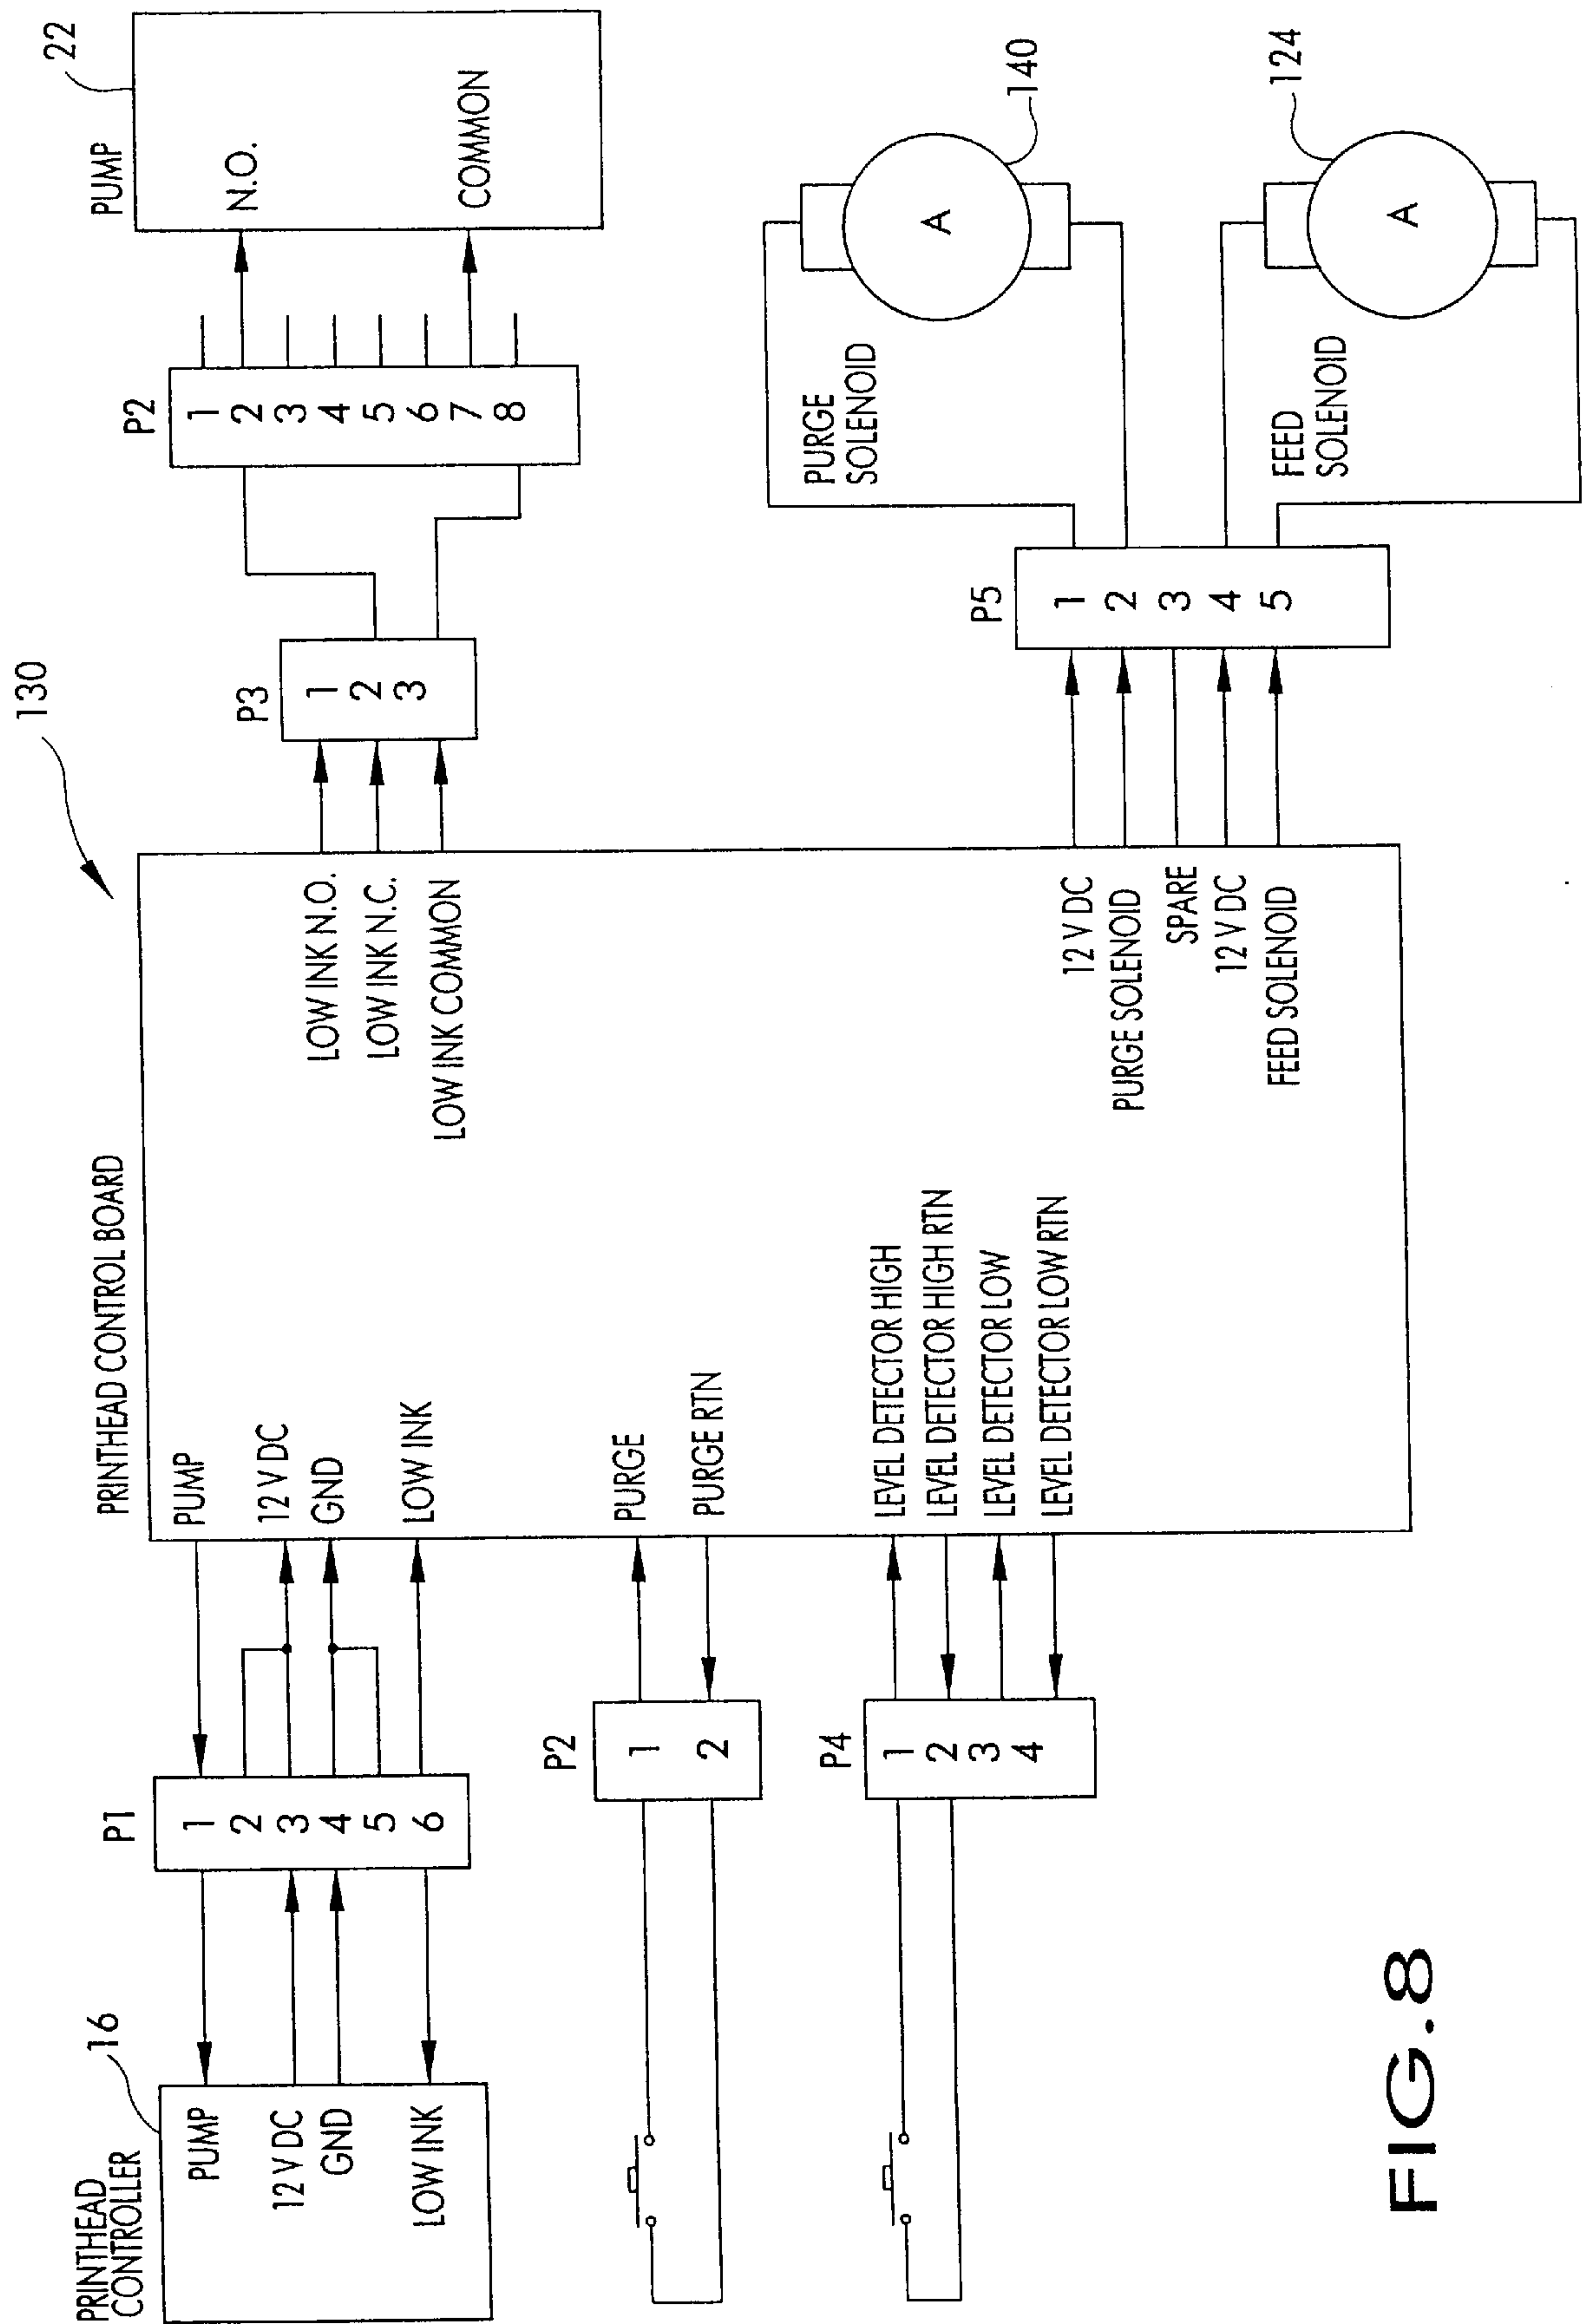 130
PRINTHEAD
CONTROLLER
16
PUMP
12 V DC
GND
LOW INK
P1
1
2
3
4
5
6
PRINTHEAD CONTROL BOARD
PUMP
12 V DC
GND
LOW INK
P2
1
2
PURGE
PURGE RTN
P4
1
2
3
4
LEVEL DETECTOR HIGH
LEVEL DETECTOR HIGH RTN
LEVEL DETECTOR LOW
LEVEL DETECTOR LOW RTN
LOW INK N.O.
LOW INK N.C.
LOW INK COMMON
P3
1
2
3
P2
1
2
3
4
5
6
7
8
PUMP
22
N.O.
COMMON
12 V DC
PURGE SOLENOID
SPARE
12 V DC
FEED SOLENOID
P5
1
2
3
4
5
PURGE
SOLENOID
A
140
FEED
SOLENOID
A
124
FIG.8